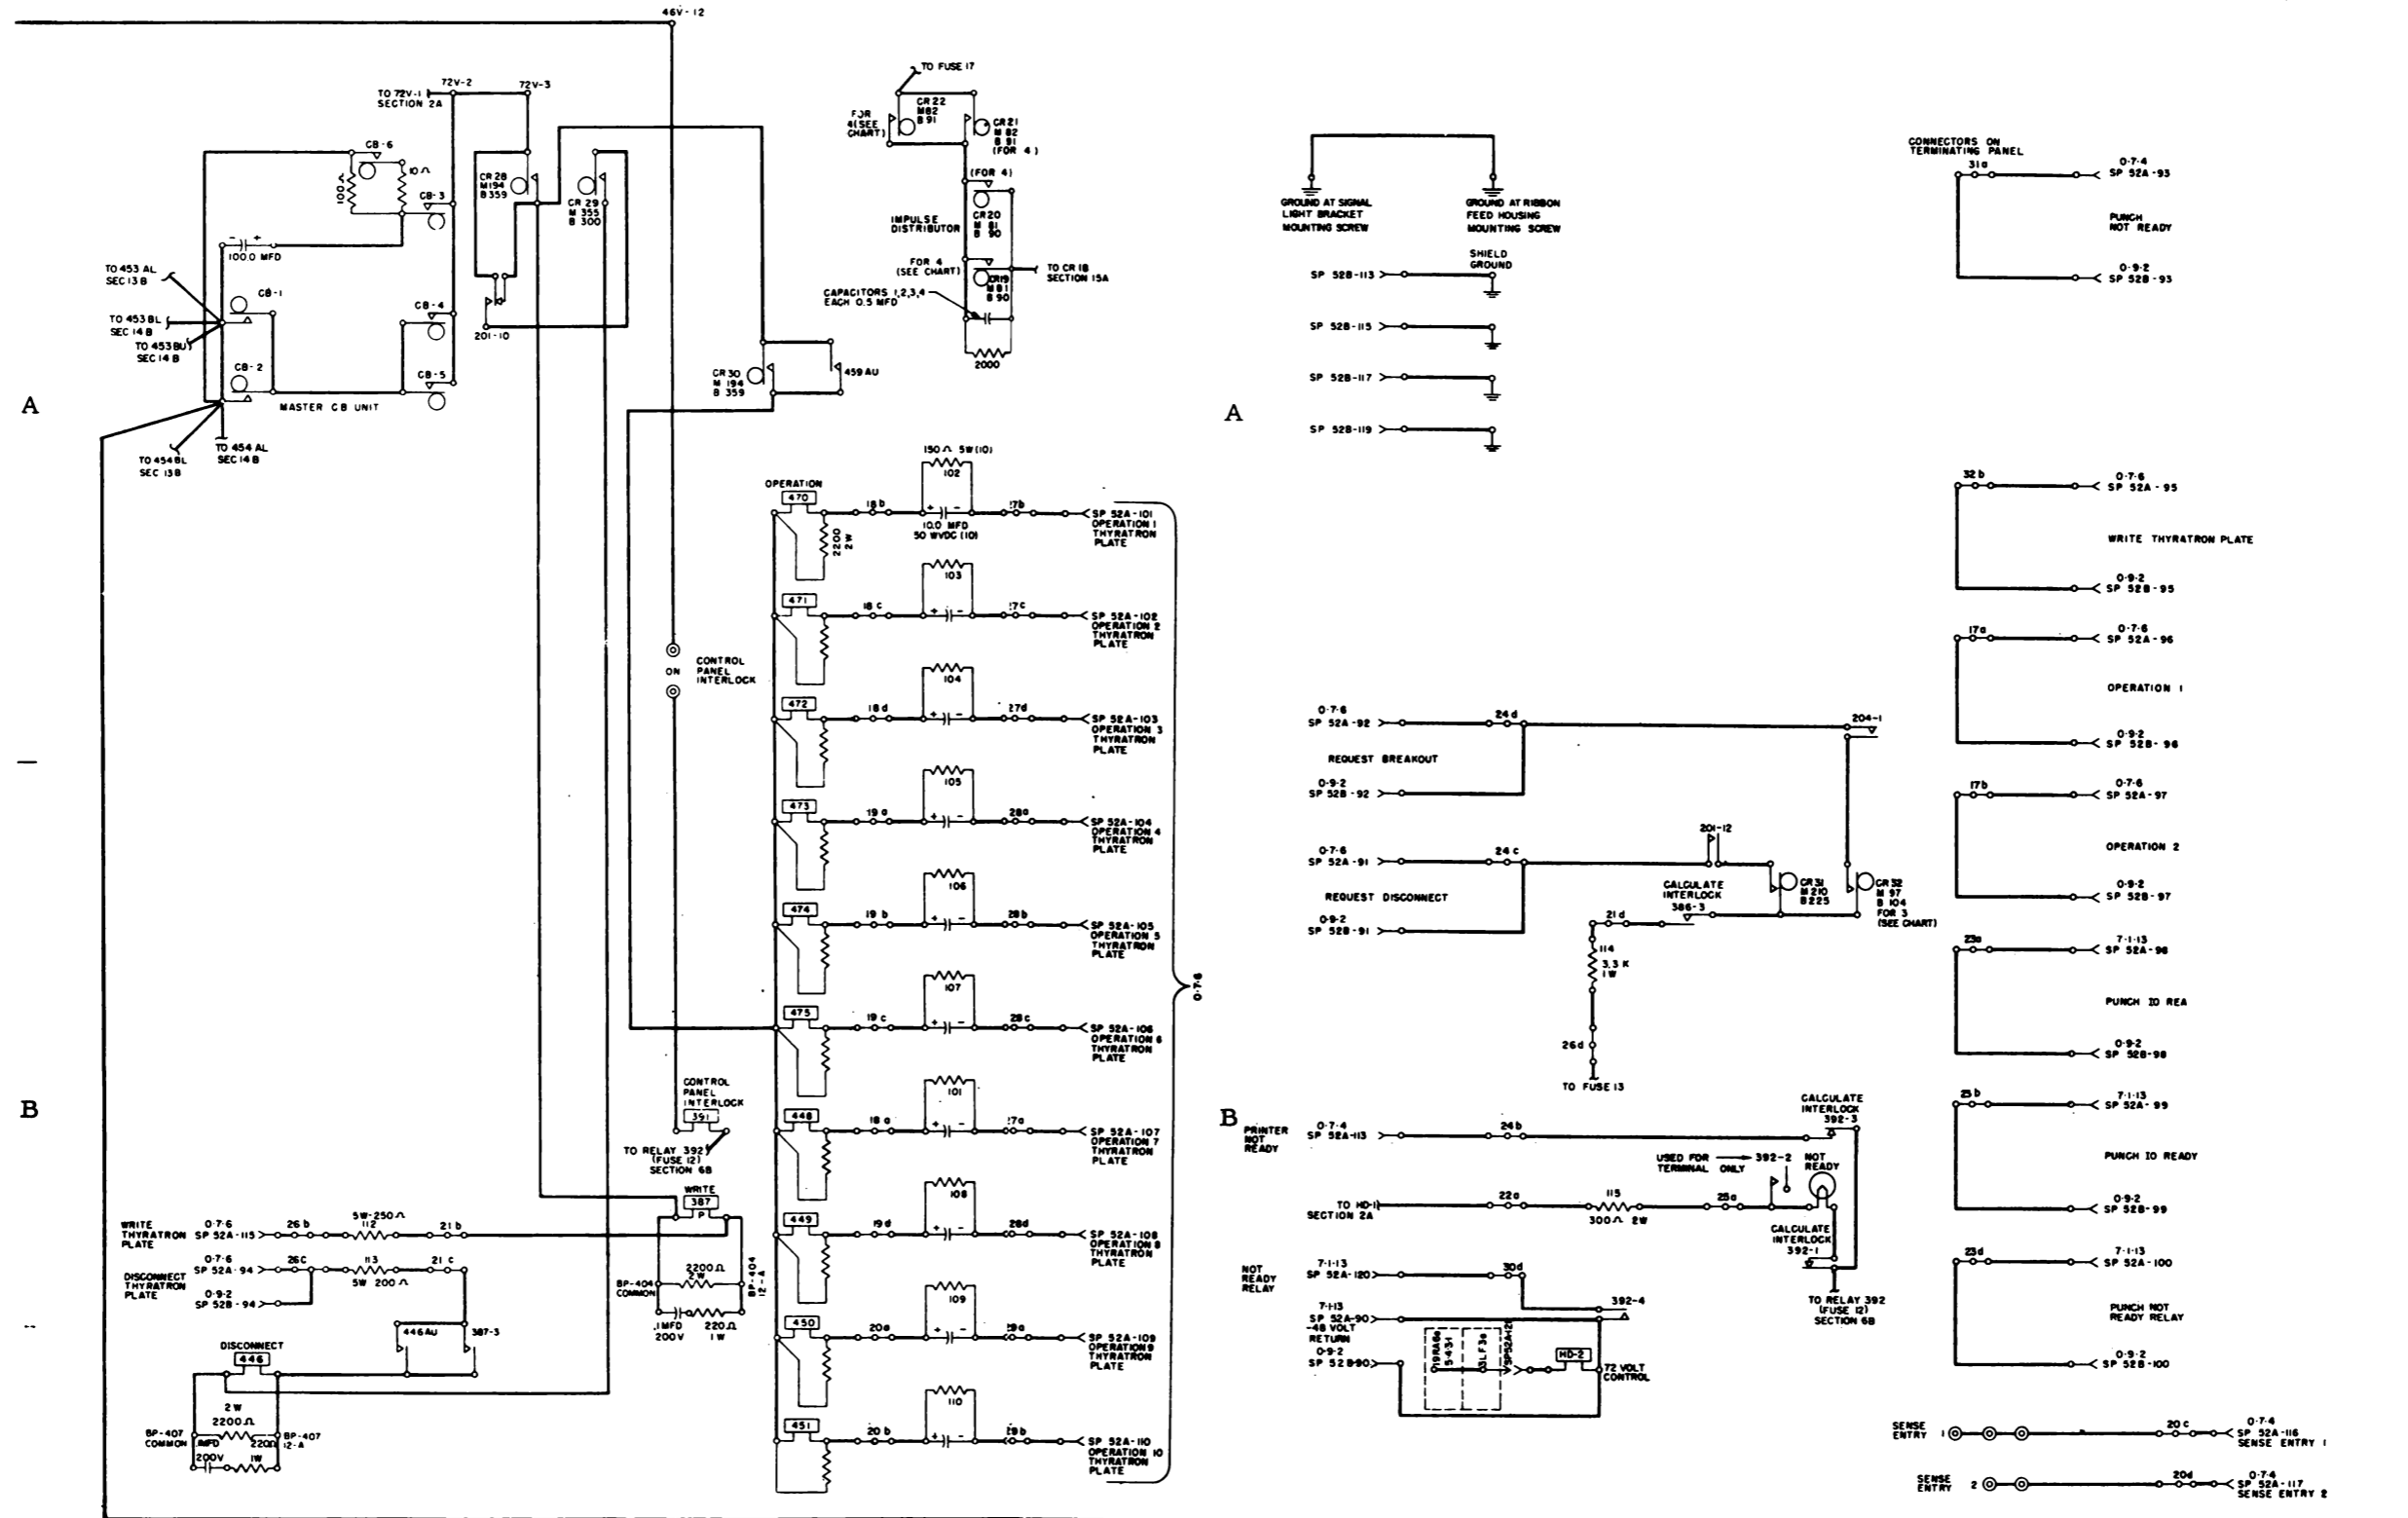 46V-12
TO 72V-1
SECTION 2A
72V-2
72V-3
CB-6
100Ω
10Ω
CB-3
- +
100.0 MFD
TO 453 AL
SEC 13 B
CB-1
CB-4
TO 453 BL
SEC 14 B
TO 453 BU
SEC 14 B
CB-2
CB-5
MASTER CB UNIT
TO 454 AL
SEC 14 B
TO 454 BL
SEC 13 B
CR 28
M 194
B 359
CR 29
M 355
B 300
201-10
CR 30
M 194
B 359
459 AU
TO FUSE 17
FOR
4 (SEE
CHART)
CR 22
M 82
B 91
CR 21
M 82
B 91
(FOR 4)
(FOR 4)
IMPULSE
DISTRIBUTOR
CR 20
M 81
B 90
FOR 4
(SEE CHART)
CR19
M 81
B 90
TO CR 18
SECTION 15A
CAPACITORS 1,2,3,4
EACH 0.5 MFD
2000
A
OPERATION
470
18b
150Ω 5W(10)
102
+ -
10.0 MFD
50 WVDC (10)
17b
2200
2W
SP 52A-101
OPERATION 1
THYRATRON
PLATE
471
18 c
103
+ -
17c
SP 52A-102
OPERATION 2
THYRATRON
PLATE
472
18 d
104
+ -
27d
SP 52A-103
OPERATION 3
THYRATRON
PLATE
473
19 a
105
+ -
28a
SP 52A-104
OPERATION 4
THYRATRON
PLATE
474
19 b
106
+ -
28b
SP 52A-105
OPERATION 5
THYRATRON
PLATE
475
19 c
107
+ -
28c
SP 52A-106
OPERATION 6
THYRATRON
PLATE
448
18 a
101
+ -
17a
SP 52A-107
OPERATION 7
THYRATRON
PLATE
449
19d
108
+ -
28d
SP 52A-108
OPERATION 8
THYRATRON
PLATE
450
20a
109
+ -
29a
SP 52A-109
OPERATION 9
THYRATRON
PLATE
451
20 b
110
+ -
29b
SP 52A-110
OPERATION 10
THYRATRON
PLATE
0-7-6
ON
CONTROL
PANEL
INTERLOCK
CONTROL
PANEL
INTERLOCK
391
TO RELAY 392
(FUSE 12)
SECTION 6B
WRITE
387
P
2200Ω
2W
BP-404
COMMON
BP-404
12-A
.1MFD
200V
220Ω
1W
B
WRITE
THYRATRON
PLATE
0-7-6
SP 52A-115
26 b
5W-250Ω
112
21 b
DISCONNECT
THYRATRON
PLATE
0-7-6
SP 52A-94
26C
113
5W 200Ω
21 c
0-9-2
SP 52B-94
446AU
387-3
DISCONNECT
446
2 W
2200Ω
BP-407
COMMON
BP-407
12-A
.1MFD
200V
220Ω
1W
GROUND AT SIGNAL
LIGHT BRACKET
MOUNTING SCREW
GROUND AT RIBBON
FEED HOUSING
MOUNTING SCREW
SHIELD
GROUND
SP 52B-113
SP 52B-115
SP 52B-117
SP 52B-119
A
0-7-6
SP 52A-92
24 d
204-1
REQUEST BREAKOUT
0-9-2
SP 52B-92
0-7-6
SP 52A-91
24 c
201-12
REQUEST DISCONNECT
0-9-2
SP 52B-91
CALCULATE
INTERLOCK
386-3
CR 31
M 210
B 225
CR 32
M 97
B 104
FOR 3
(SEE CHART)
21 d
114
3.3 K
1 W
26 d
TO FUSE 13
B
PRINTER
NOT
READY
0-7-4
SP 52A-113
24b
CALCULATE
INTERLOCK
392-3
USED FOR
TERMINAL ONLY
392-2
NOT
READY
TO HD-1
SECTION 2A
22a
115
300Ω 2W
25a
CALCULATE
INTERLOCK
392-1
TO RELAY 392
(FUSE 12)
SECTION 6B
NOT
READY
RELAY
7-1-13
SP 52A-120
30d
392-4
7-1-13
SP 52A-90
-48 VOLT
RETURN
0-9-2
SP 52B-90
HD-2
72 VOLT
CONTROL
CONNECTORS ON
TERMINATING PANEL
31a
0-7-4
SP 52A-93
PUNCH
NOT READY
0-9-2
SP 52B-93
32 b
0-7-6
SP 52A-95
WRITE THYRATRON PLATE
0-9-2
SP 52B-95
17a
0-7-6
SP 52A-96
OPERATION 1
0-9-2
SP 52B-96
17b
0-7-6
SP 52A-97
OPERATION 2
0-9-2
SP 52B-97
23a
7-1-13
SP 52A-98
PUNCH IO REA
0-9-2
SP 52B-98
23 b
7-1-13
SP 52A-99
PUNCH IO READY
0-9-2
SP 52B-99
23d
7-1-13
SP 52A-100
PUNCH NOT
READY RELAY
0-9-2
SP 52B-100
SENSE
ENTRY 1
20 c
0-7-4
SP 52A-116
SENSE ENTRY 1
SENSE
ENTRY 2
20d
0-7-4
SP 52A-117
SENSE ENTRY 2